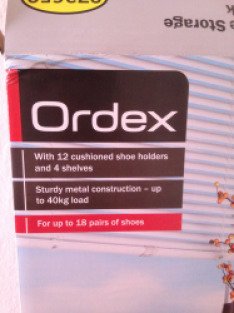 e Storage
Ordex
With 12 cushioned shoe holders
and 4 shelves
Sturdy metal construction – up
to 40kg load
For up to 18 pairs of shoes